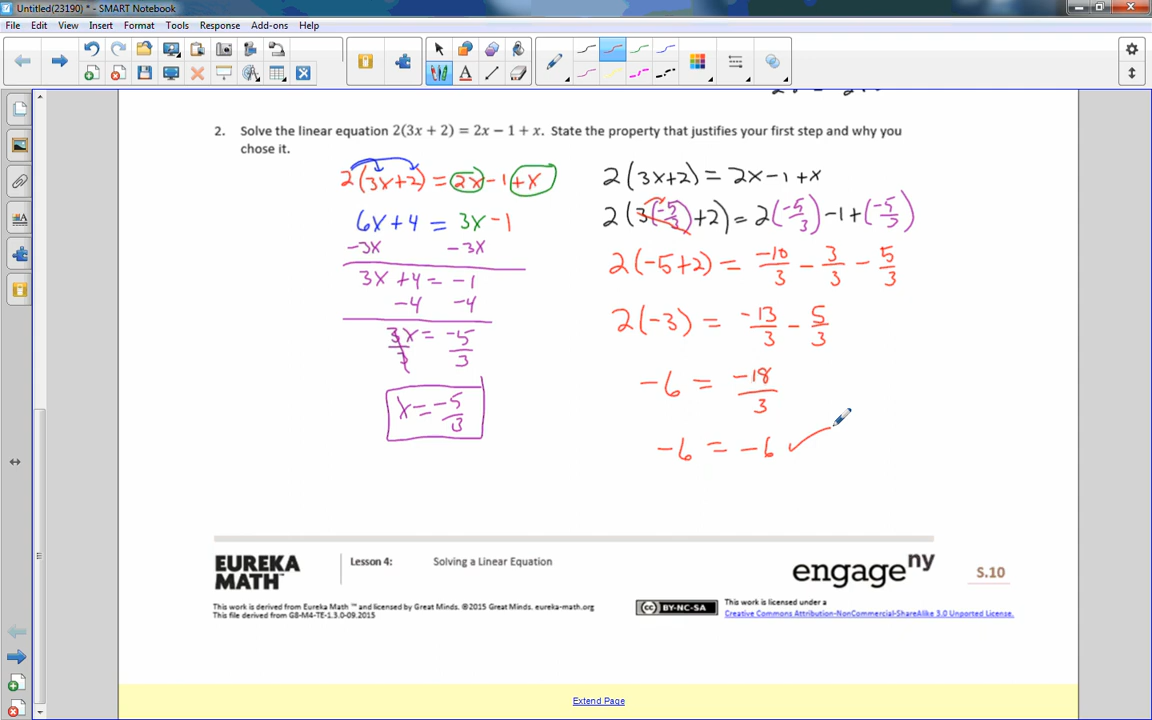 Untitled(23190) * - SMART Notebook
File Edit View Insert Format Tools Response Add-ons Help
2. Solve the linear equation 2(3x + 2) = 2x − 1 + x. State the property that justifies your first step and why you
chose it.
2(3x+2) = 2x-1+x
6x+4 = 3x-1
-3x -3x
3x+4 = -1
-4 -4
3x/3 = -5/3
x = -5/3
2(3x+2) = 2x-1+x
2(3(-5/3)+2) = 2(-5/3)-1+(-5/3)
2(-5+2) = -10/3 - 3/3 - 5/3
2(-3) = -13/3 - 5/3
-6 = -18/3
-6 = -6 ✓
EUREKA
MATH™
Lesson 4: Solving a Linear Equation
engage ny
S.10
This work is derived from Eureka Math ™ and licensed by Great Minds. ©2015 Great Minds. eureka-math.org
This file derived from G8-M4-TE-1.3.0-09.2015
cc BY-NC-SA
This work is licensed under a
Creative Commons Attribution-NonCommercial-ShareAlike 3.0 Unported License.
Extend Page